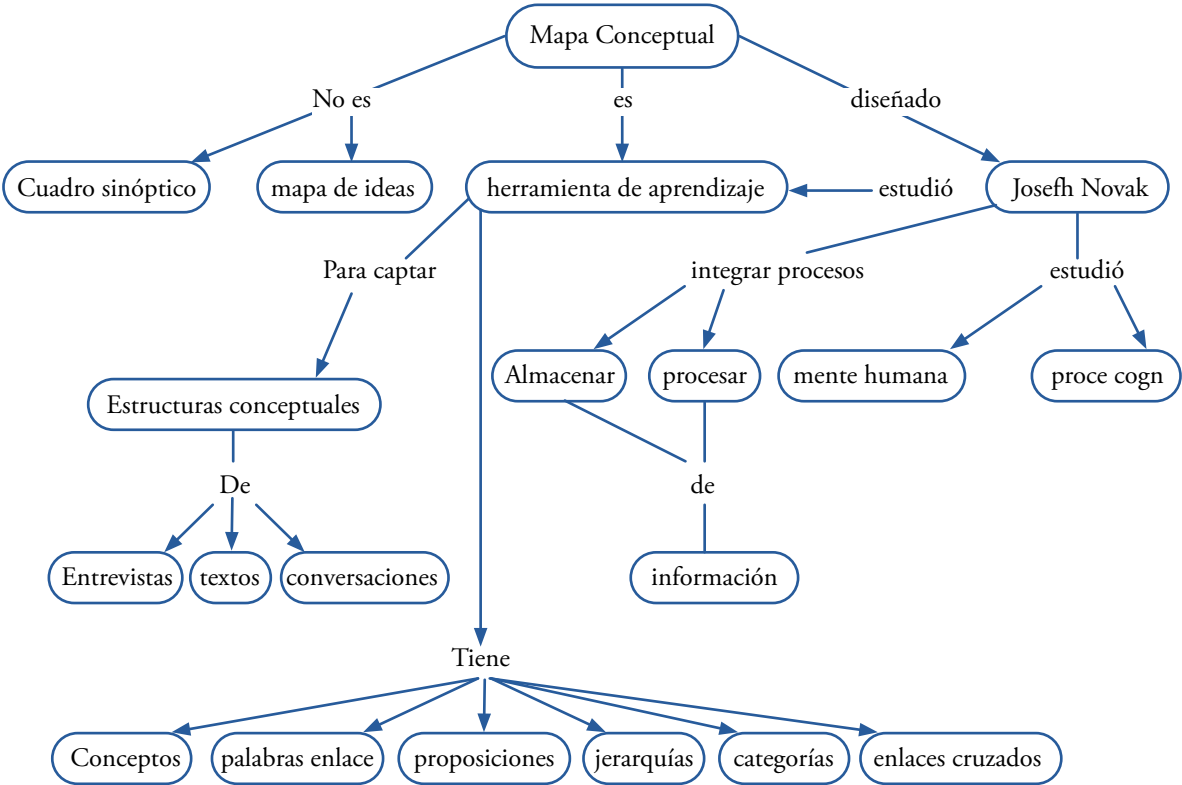 Mapa Conceptual
No es
es
diseñado
Cuadro sinóptico
mapa de ideas
herramienta de aprendizaje
estudió
Josefh Novak
Para captar
integrar procesos
estudió
Almacenar
procesar
mente humana
proce cogn
Estructuras conceptuales
De
de
Entrevistas
textos
conversaciones
información
Tiene
Conceptos
palabras enlace
proposiciones
jerarquías
categorías
enlaces cruzados